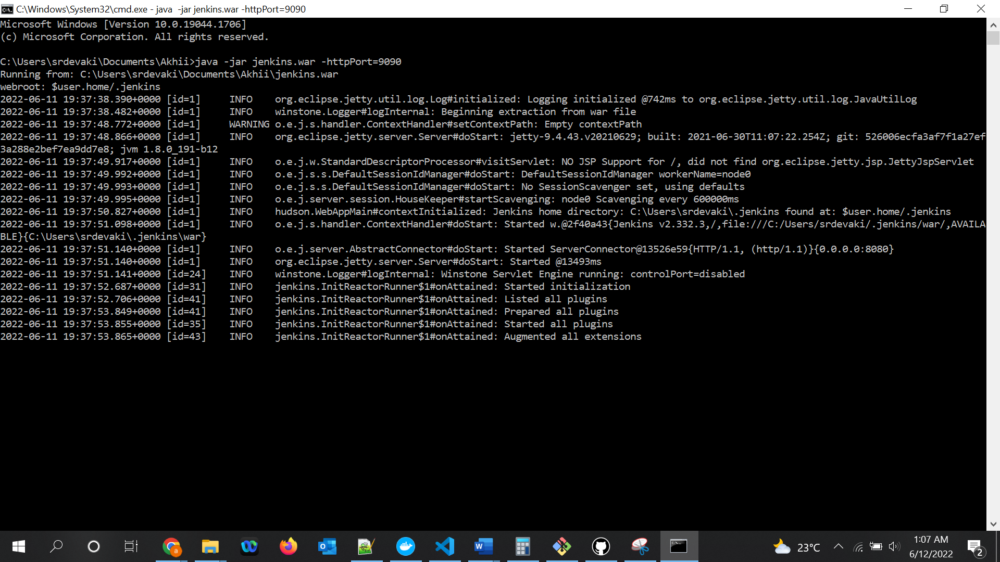 C:\Windows\System32\cmd.exe - java  -jar jenkins.war -httpPort=9090
Microsoft Windows [Version 10.0.19044.1706]
(c) Microsoft Corporation. All rights reserved.
C:\Users\srdevaki\Documents\Akhii>java -jar jenkins.war -httpPort=9090
Running from: C:\Users\srdevaki\Documents\Akhii\jenkins.war
webroot: $user.home/.jenkins
2022-06-11 19:37:38.390+0000 [id=1]     INFO    org.eclipse.jetty.util.log.Log#initialized: Logging initialized @742ms to org.eclipse.jetty.util.log.JavaUtilLog
2022-06-11 19:37:38.482+0000 [id=1]     INFO    winstone.Logger#logInternal: Beginning extraction from war file
2022-06-11 19:37:48.772+0000 [id=1]     WARNING o.e.j.s.handler.ContextHandler#setContextPath: Empty contextPath
2022-06-11 19:37:48.866+0000 [id=1]     INFO    org.eclipse.jetty.server.Server#doStart: jetty-9.4.43.v20210629; built: 2021-06-30T11:07:22.254Z; git: 526006ecfa3af7f1a27ef
3a288e2bef7ea9dd7e8; jvm 1.8.0_191-b12
2022-06-11 19:37:49.917+0000 [id=1]     INFO    o.e.j.w.StandardDescriptorProcessor#visitServlet: NO JSP Support for /, did not find org.eclipse.jetty.jsp.JettyJspServlet
2022-06-11 19:37:49.992+0000 [id=1]     INFO    o.e.j.s.s.DefaultSessionIdManager#doStart: DefaultSessionIdManager workerName=node0
2022-06-11 19:37:49.993+0000 [id=1]     INFO    o.e.j.s.s.DefaultSessionIdManager#doStart: No SessionScavenger set, using defaults
2022-06-11 19:37:49.995+0000 [id=1]     INFO    o.e.j.server.session.HouseKeeper#startScavenging: node0 Scavenging every 600000ms
2022-06-11 19:37:50.827+0000 [id=1]     INFO    hudson.WebAppMain#contextInitialized: Jenkins home directory: C:\Users\srdevaki\.jenkins found at: $user.home/.jenkins
2022-06-11 19:37:51.098+0000 [id=1]     INFO    o.e.j.s.handler.ContextHandler#doStart: Started w.@2f40a43{Jenkins v2.332.3,/,file:///C:/Users/srdevaki/.jenkins/war/,AVAILA
BLE}{C:\Users\srdevaki\.jenkins\war}
2022-06-11 19:37:51.140+0000 [id=1]     INFO    o.e.j.server.AbstractConnector#doStart: Started ServerConnector@13526e59{HTTP/1.1, (http/1.1)}{0.0.0.0:8080}
2022-06-11 19:37:51.140+0000 [id=1]     INFO    org.eclipse.jetty.server.Server#doStart: Started @13493ms
2022-06-11 19:37:51.141+0000 [id=24]    INFO    winstone.Logger#logInternal: Winstone Servlet Engine running: controlPort=disabled
2022-06-11 19:37:52.687+0000 [id=31]    INFO    jenkins.InitReactorRunner$1#onAttained: Started initialization
2022-06-11 19:37:52.706+0000 [id=41]    INFO    jenkins.InitReactorRunner$1#onAttained: Listed all plugins
2022-06-11 19:37:53.849+0000 [id=41]    INFO    jenkins.InitReactorRunner$1#onAttained: Prepared all plugins
2022-06-11 19:37:53.855+0000 [id=35]    INFO    jenkins.InitReactorRunner$1#onAttained: Started all plugins
2022-06-11 19:37:53.865+0000 [id=43]    INFO    jenkins.InitReactorRunner$1#onAttained: Augmented all extensions
23°C
1:07 AM
6/12/2022
2